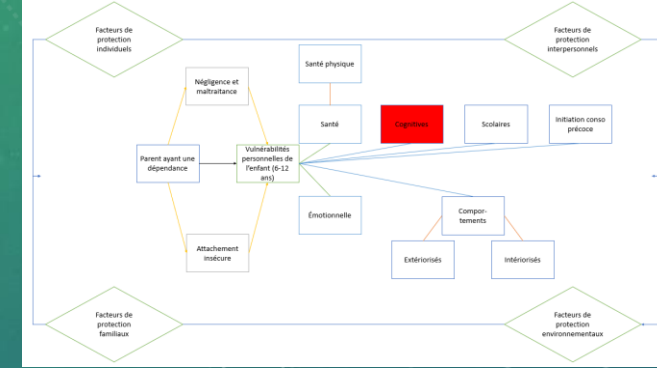 Facteurs de
protection
individuels
Facteurs de
protection
interpersonnels
Santé physique
Négligence et
maltraitance
Santé
Cognitives
Scolaires
Initiation conso
précoce
Parent ayant une
dépendance
Vulnérabilités
personnelles de
l'enfant (6-12
ans)
Émotionnelle
Compor-
tements
Attachement
insécure
Extériorisés
Intériorisés
Facteurs de
protection
familiaux
Facteurs de
protection
environnementaux